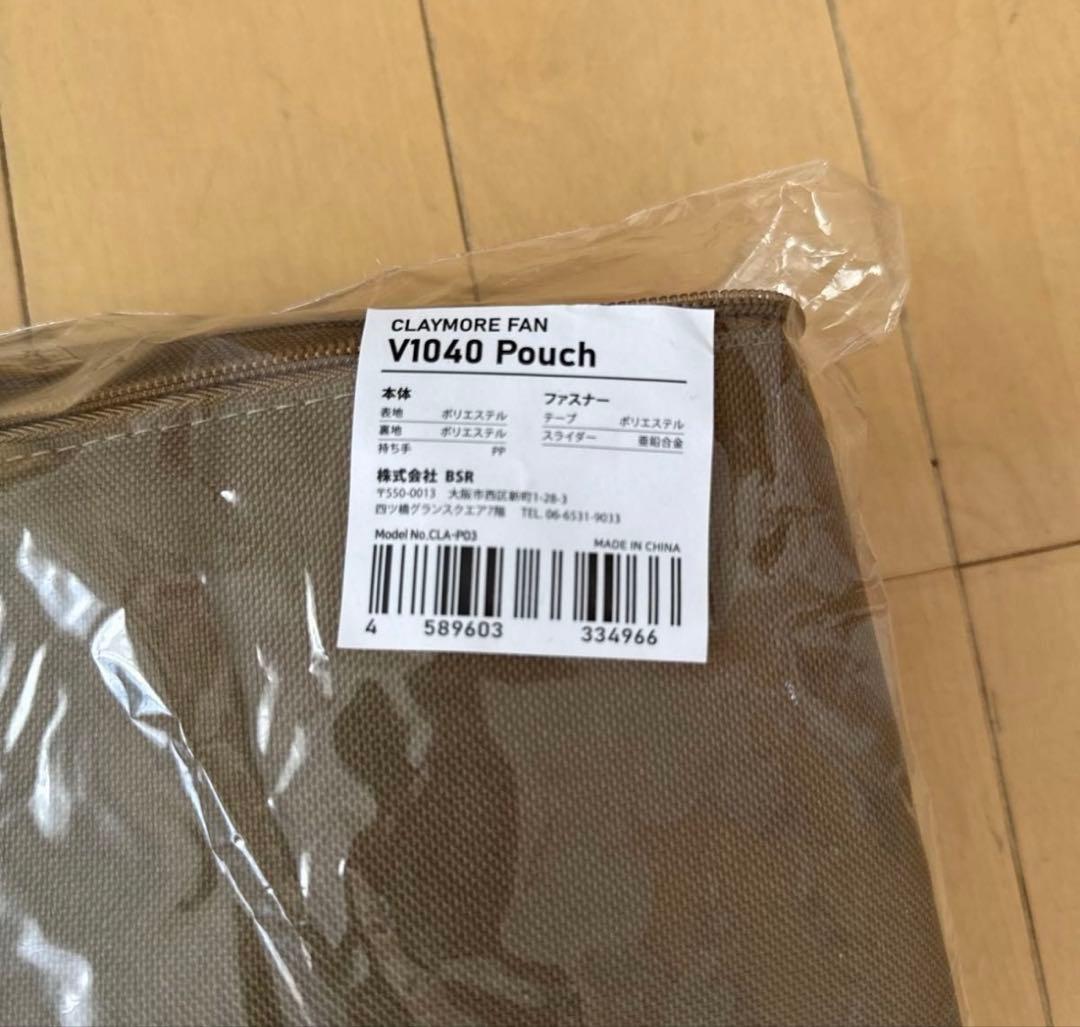 CLAYMORE FAN
V1040 Pouch
本体
表地 ポリエステル
裏地 ポリエステル
持ち手 PP
ファスナー
テープ ポリエステル
スライダー 亜鉛合金
株式会社 BSR
〒550-0013 大阪市西区新町1-28-3
四ツ橋グランスクエア7階 TEL. 06-6531-9033
Model No.CLA-P03
MADE IN CHINA
4 589603 334966